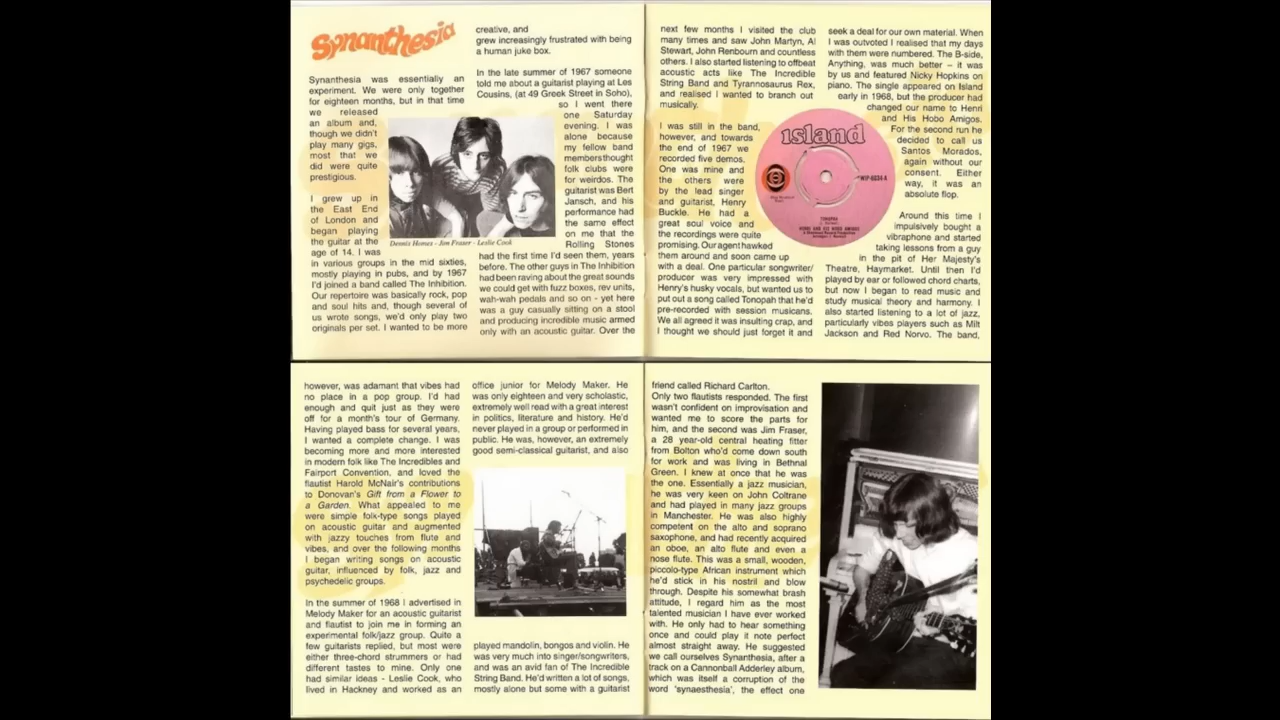 Synanthesia
Synanthesia was essentially an
experiment. We were only together
for eighteen months, but in that time
we released
an album and,
though we didn't
play many gigs,
most that we
did were quite
prestigious.
I grew up in
the East End
of London and
began playing
the guitar at the
age of 14. I was
in various groups in the mid sixties,
mostly playing in pubs, and by 1967
I'd joined a band called The Inhibition.
Our repertoire was basically rock, pop
and soul hits and, though several of
us wrote songs, we'd only play two
originals per set. I wanted to be more
creative, and
grew increasingly frustrated with being
a human juke box.
In the late summer of 1967 someone
told me about a guitarist playing at Les
Cousins, (at 49 Greek Street in Soho),
so I went there
one Saturday
evening. I was
alone because
my fellow band
members thought
folk clubs were
for weirdos. The
guitarist was Bert
Jansch, and his
performance had
the same effect
on me that the
Rolling Stones
had the first time I'd seen them, years
before. The other guys in The Inhibition
had been raving about the great sounds
we could get with fuzz boxes, rev units,
wah-wah pedals and so on - yet here
was a guy casually sitting on a stool
and producing incredible music armed
only with an acoustic guitar. Over the
Dennis Homes - Jim Fraser - Leslie Cook
next few months I visited the club
many times and saw John Martyn, Al
Stewart, John Renbourn and countless
others. I also started listening to offbeat
acoustic acts like The Incredible
String Band and Tyrannosaurus Rex,
and realised I wanted to branch out
musically.
I was still in the band,
however, and towards
the end of 1967 we
recorded five demos.
One was mine and
the others were
by the lead singer
and guitarist, Henry
Buckle. He had a
great soul voice and
the recordings were quite
promising. Our agent hawked
them around and soon came up
with a deal. One particular songwriter/
producer was very impressed with
Henry's husky vocals, but wanted us to
put out a song called Tonopah that he'd
pre-recorded with session musicans.
We all agreed it was insulting crap, and
I thought we should just forget it and
island
WIP-6034-A
TONOPAH
HENRI AND HIS HOBO AMIGOS
seek a deal for our own material. When
I was outvoted I realised that my days
with them were numbered. The B-side,
Anything, was much better – it was
by us and featured Nicky Hopkins on
piano. The single appeared on Island
early in 1968, but the producer had
changed our name to Henri
and His Hobo Amigos.
For the second run he
decided to call us
Santos Morados,
again without our
consent. Either
way, it was an
absolute flop.
Around this time I
impulsively bought a
vibraphone and started
taking lessons from a guy
in the pit of Her Majesty's
Theatre, Haymarket. Until then I'd
played by ear or followed chord charts,
but now I began to read music and
study musical theory and harmony. I
also started listening to a lot of jazz,
particularly vibes players such as Milt
Jackson and Red Norvo. The band,
however, was adamant that vibes had
no place in a pop group. I'd had
enough and quit just as they were
off for a month's tour of Germany.
Having played bass for several years,
I wanted a complete change. I was
becoming more and more interested
in modern folk like The Incredibles and
Fairport Convention, and loved the
flautist Harold McNair's contributions
to Donovan's Gift from a Flower to
a Garden. What appealed to me
were simple folk-type songs played
on acoustic guitar and augmented
with jazzy touches from flute and
vibes, and over the following months
I began writing songs on acoustic
guitar, influenced by folk, jazz and
psychedelic groups.
In the summer of 1968 I advertised in
Melody Maker for an acoustic guitarist
and flautist to join me in forming an
experimental folk/jazz group. Quite a
few guitarists replied, but most were
either three-chord strummers or had
different tastes to mine. Only one
had similar ideas - Leslie Cook, who
lived in Hackney and worked as an
office junior for Melody Maker. He
was only eighteen and very scholastic,
extremely well read with a great interest
in politics, literature and history. He'd
never played in a group or performed in
public. He was, however, an extremely
good semi-classical guitarist, and also
played mandolin, bongos and violin. He
was very much into singer/songwriters,
and was an avid fan of The Incredible
String Band. He'd written a lot of songs,
mostly alone but some with a guitarist
friend called Richard Carlton.
Only two flautists responded. The first
wasn't confident on improvisation and
wanted me to score the parts for
him, and the second was Jim Fraser,
a 28 year-old central heating fitter
from Bolton who'd come down south
for work and was living in Bethnal
Green. I knew at once that he was
the one. Essentially a jazz musician,
he was very keen on John Coltrane
and had played in many jazz groups
in Manchester. He was also highly
competent on the alto and soprano
saxophone, and had recently acquired
an oboe, an alto flute and even a
nose flute. This was a small, wooden,
piccolo-type African instrument which
he'd stick in his nostril and blow
through. Despite his somewhat brash
attitude, I regard him as the most
talented musician I have ever worked
with. He only had to hear something
once and could play it note perfect
almost straight away. He suggested
we call ourselves Synanthesia, after a
track on a Cannonball Adderley album,
which was itself a corruption of the
word 'synaesthesia', the effect one